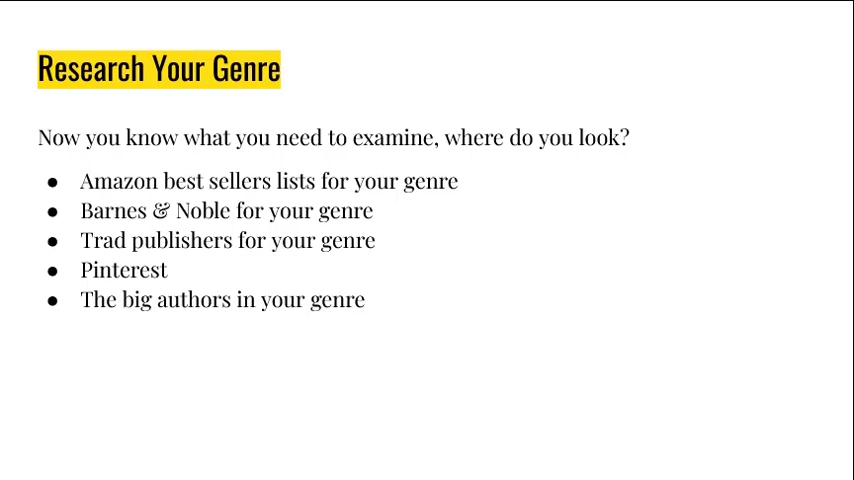 Research Your Genre
Now you know what you need to examine, where do you look?
● Amazon best sellers lists for your genre
● Barnes & Noble for your genre
● Trad publishers for your genre
● Pinterest
● The big authors in your genre